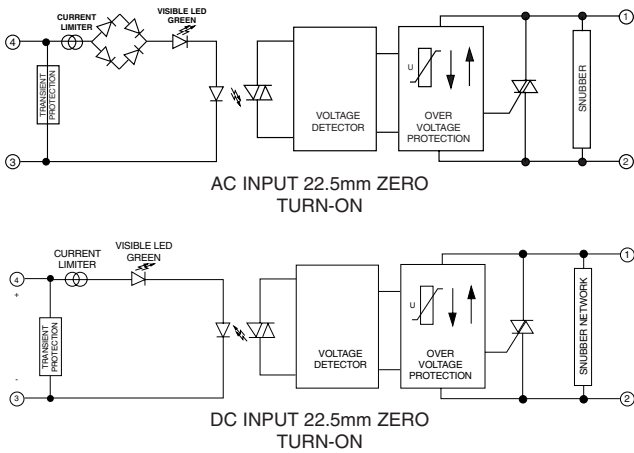 CURRENT
LIMITER
VISIBLE LED
GREEN
4
TRANSIENT
PROTECTION
3
VOLTAGE
DETECTOR
U
OVER
VOLTAGE
PROTECTION
SNUBBER
1
2
AC INPUT 22.5mm ZERO
TURN-ON
CURRENT
LIMITER
VISIBLE LED
GREEN
4
+
TRANSIENT
PROTECTION
-
3
VOLTAGE
DETECTOR
U
OVER
VOLTAGE
PROTECTION
SNUBBER NETWORK
1
2
DC INPUT 22.5mm ZERO
TURN-ON